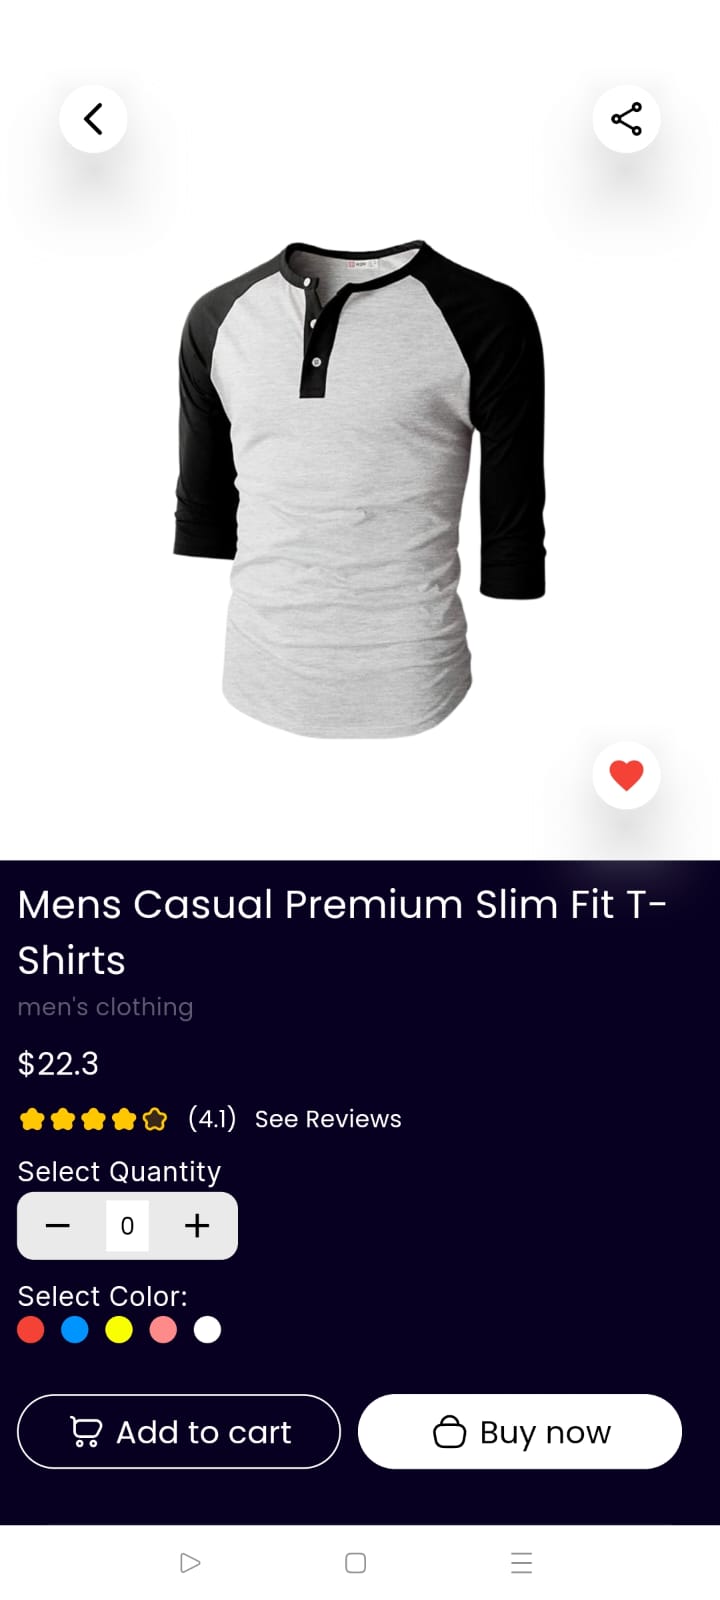 Mens Casual Premium Slim Fit T-
Shirts
men's clothing
$22.3
(4.1) See Reviews
Select Quantity
0
Select Color:
Add to cart
Buy now